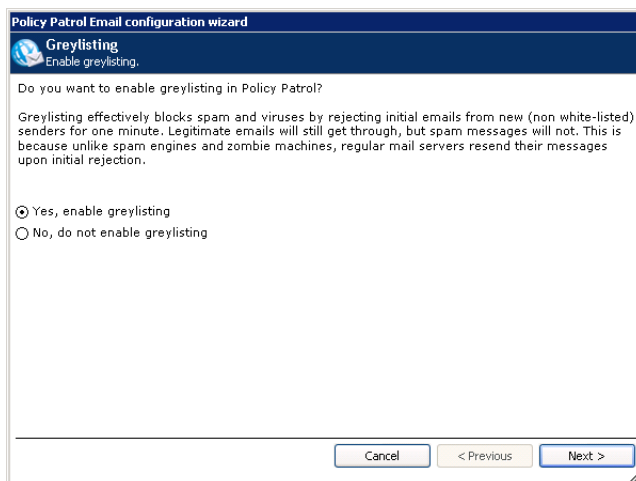 Policy Patrol Email configuration wizard
Greylisting
Enable greylisting.
Do you want to enable greylisting in Policy Patrol?
Greylisting effectively blocks spam and viruses by rejecting initial emails from new (non white-listed)
senders for one minute. Legitimate emails will still get through, but spam messages will not. This is
because unlike spam engines and zombie machines, regular mail servers resend their messages
upon initial rejection.
Yes, enable greylisting
No, do not enable greylisting
Cancel
< Previous
Next >